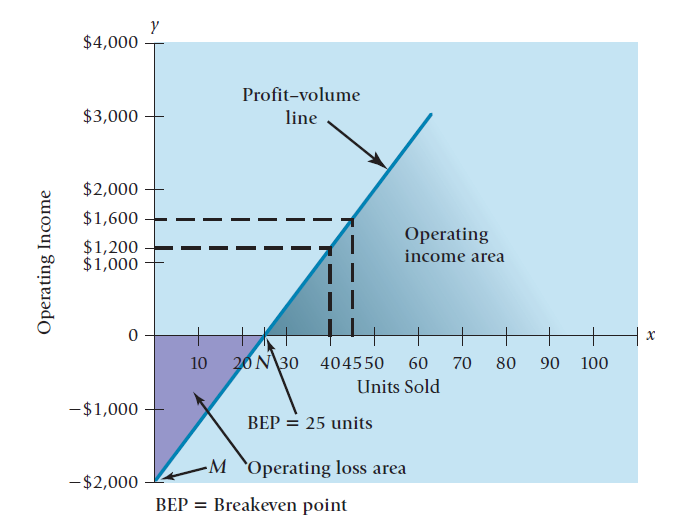 y
$4,000
Profit–volume
line
$3,000
$2,000
$1,600
$1,200
$1,000
Operating
income area
Operating Income
0
x
10 20 N 30 40 45 50 60 70 80 90 100
Units Sold
–$1,000
BEP = 25 units
M Operating loss area
–$2,000
BEP = Breakeven point